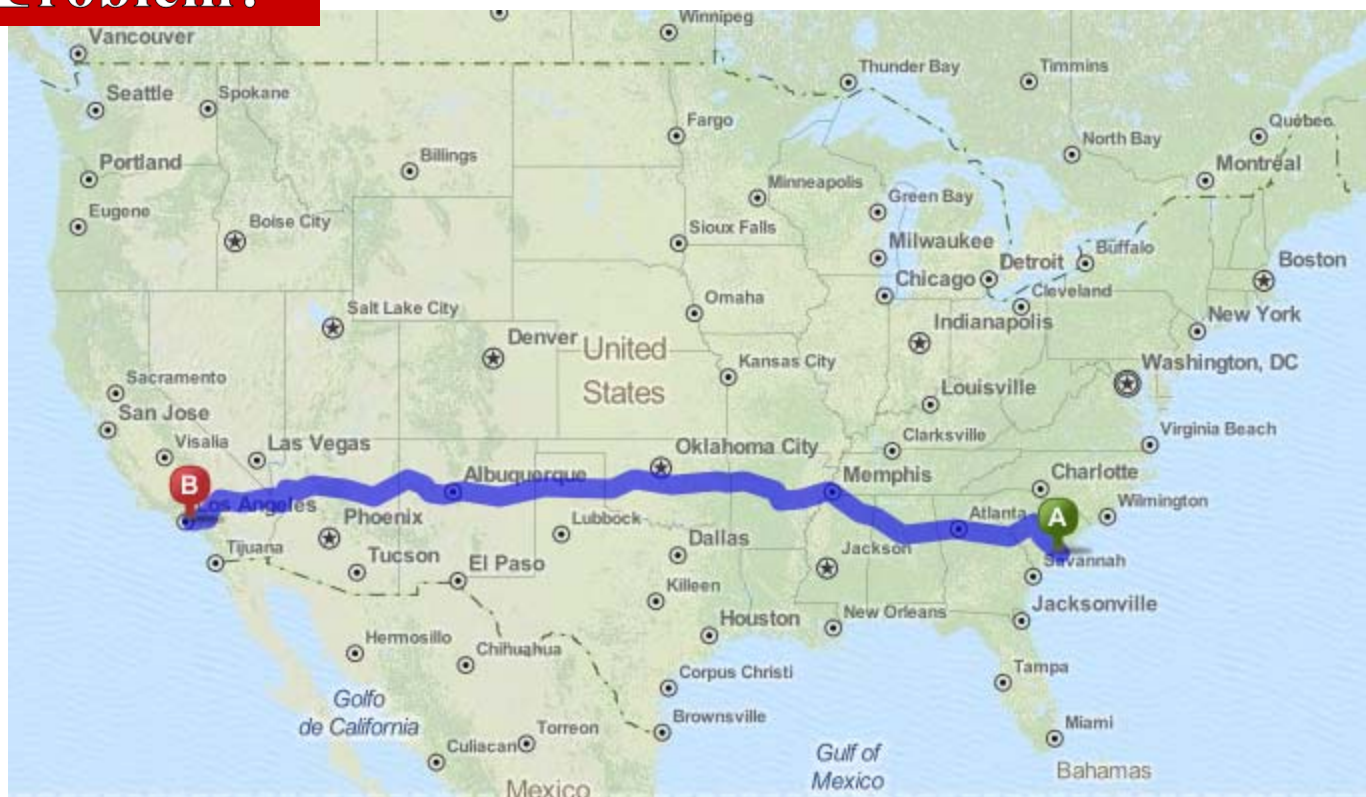 Problem?
Winnipeg
Vancouver
Thunder Bay
Timmins
Seattle
Spokane
Fargo
Québec
North Bay
Portland
Billings
Montréal
Minneapolis
Green Bay
Eugene
Boise City
Sioux Falls
Milwaukee
Buffalo
Detroit
Boston
Chicago
Cleveland
Omaha
Salt Lake City
New York
Indianapolis
Denver
United
States
Kansas City
Washington, DC
Sacramento
Louisville
San Jose
Virginia Beach
Visalia
Las Vegas
Clarksville
Oklahoma City
Albuquerque
Memphis
Charlotte
B
Los Angeles
Wilmington
Phoenix
Lubbock
Atlanta
A
Dallas
Tijuana
Tucson
El Paso
Jackson
Savannah
Killeen
Jacksonville
Houston
New Orleans
Hermosillo
Chihuahua
Corpus Christi
Tampa
Golfo
de California
Brownsville
Torreon
Miami
Culiacan
Gulf of
Mexico
Bahamas
Mexico